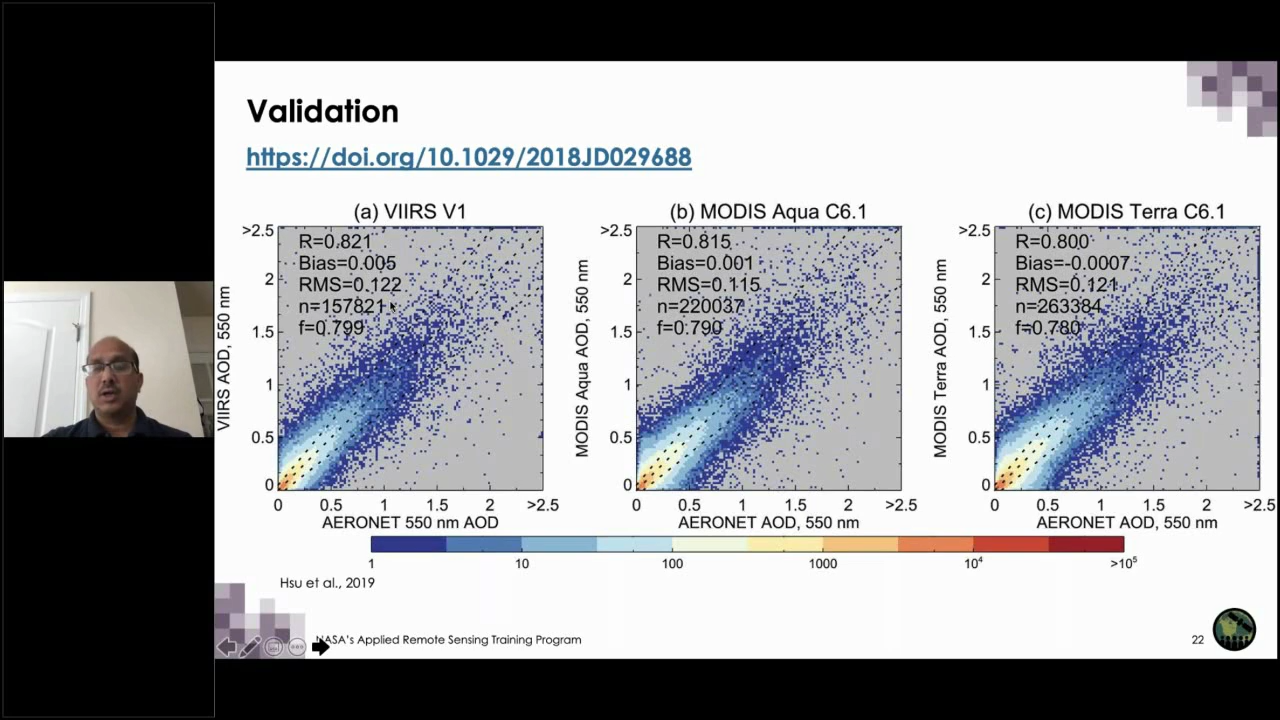 Validation
https://doi.org/10.1029/2018JD029688
(a) VIIRS V1
>2.5
2
1.5
1
0.5
0
VIIRS AOD, 550 nm
R=0.821
Bias=0.005
RMS=0.122
n=157821
f=0.799
0 0.5 1 1.5 2 >2.5
AERONET 550 nm AOD
(b) MODIS Aqua C6.1
>2.5
2
1.5
1
0.5
0
MODIS Aqua AOD, 550 nm
R=0.815
Bias=0.001
RMS=0.115
n=220037
f=0.790
0 0.5 1 1.5 2 >2.5
AERONET AOD, 550 nm
(c) MODIS Terra C6.1
>2.5
2
1.5
1
0.5
0
MODIS Terra AOD, 550 nm
R=0.800
Bias=-0.0007
RMS=0.121
n=263384
f=0.780
0 0.5 1 1.5 2 >2.5
AERONET AOD, 550 nm
1 10 100 1000 10⁴ >10⁵
Hsu et al., 2019
NASA's Applied Remote Sensing Training Program
22